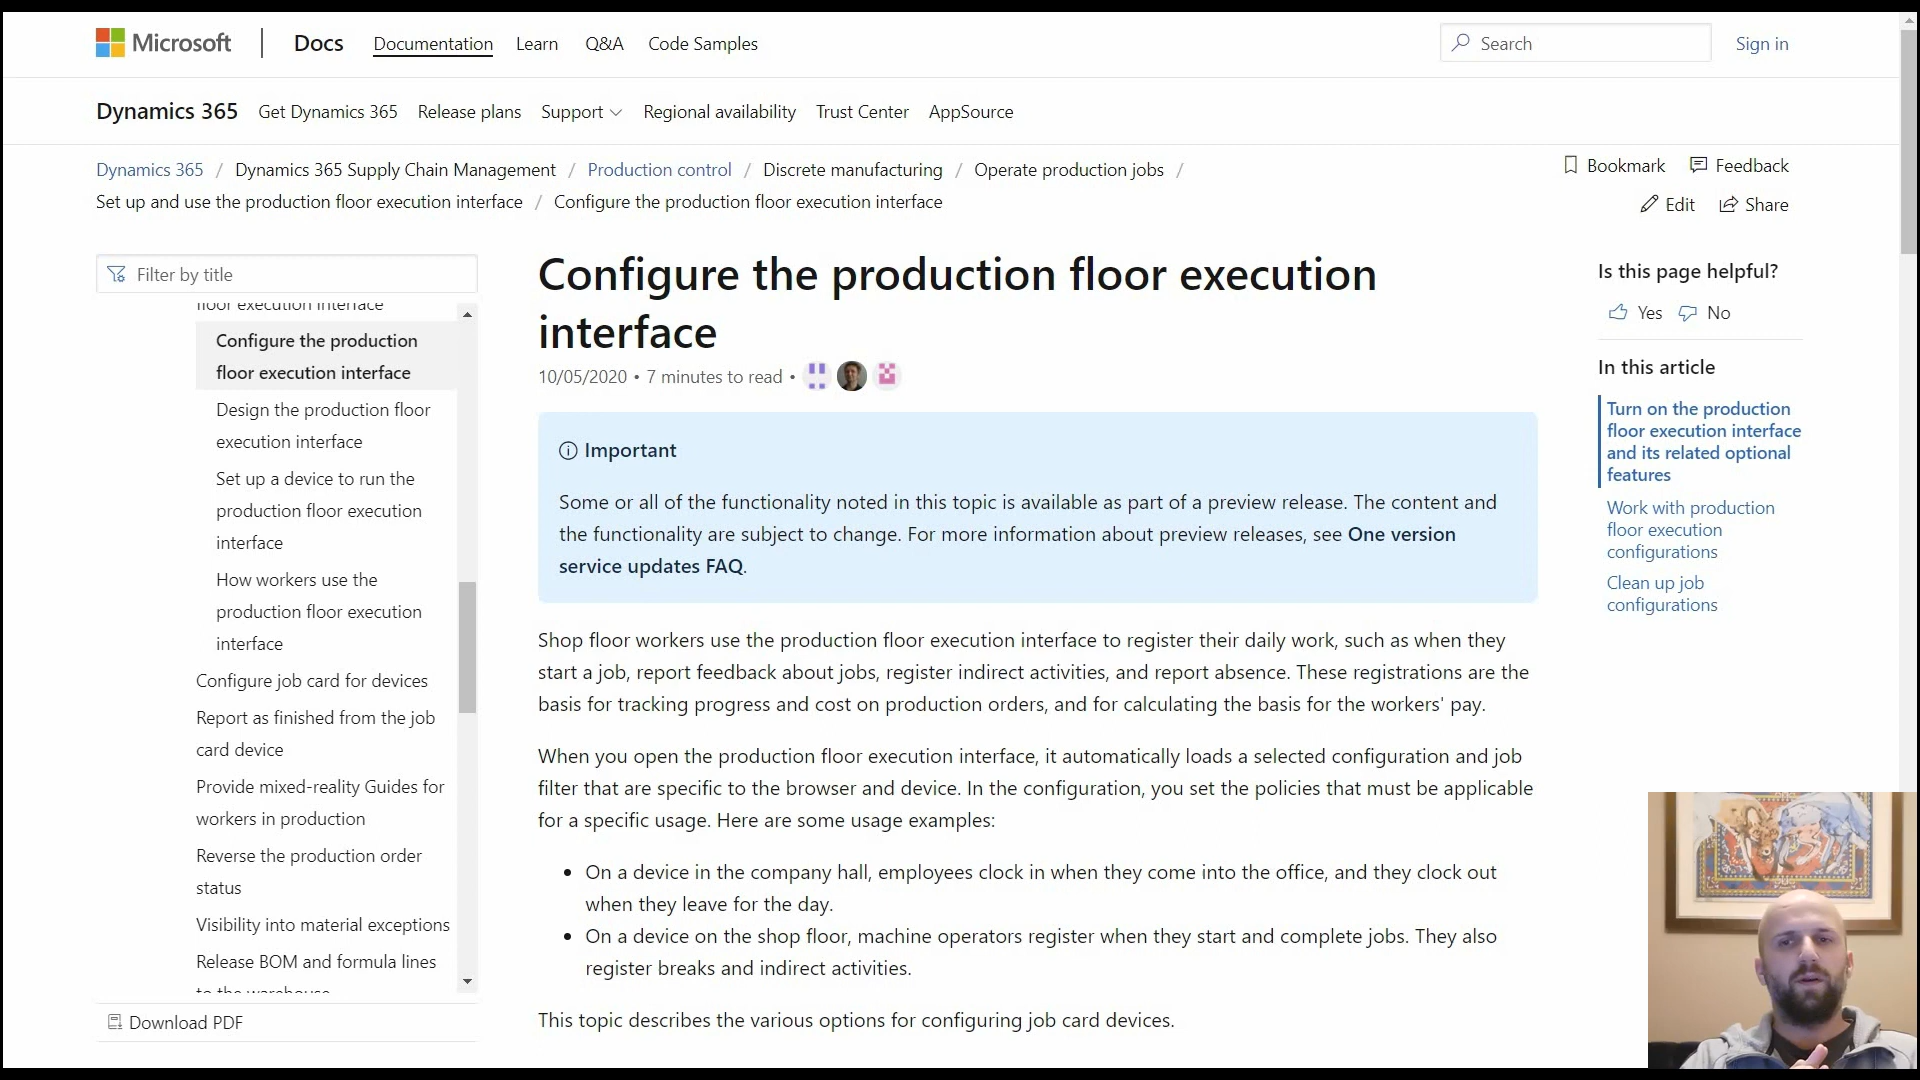 Microsoft
Docs
Documentation
Learn
Q&A
Code Samples
Search
Sign in
Dynamics 365
Get Dynamics 365
Release plans
Support
Regional availability
Trust Center
AppSource
Dynamics 365 / Dynamics 365 Supply Chain Management / Production control / Discrete manufacturing / Operate production jobs /
Set up and use the production floor execution interface / Configure the production floor execution interface
Bookmark
Feedback
Edit
Share
Filter by title
floor execution interface
Configure the production
floor execution interface
Design the production floor
execution interface
Set up a device to run the
production floor execution
interface
How workers use the
production floor execution
interface
Configure job card for devices
Report as finished from the job
card device
Provide mixed-reality Guides for
workers in production
Reverse the production order
status
Visibility into material exceptions
Release BOM and formula lines
to the warehouse
Download PDF
Configure the production floor execution
interface
10/05/2020 • 7 minutes to read •
Important
Some or all of the functionality noted in this topic is available as part of a preview release. The content and
the functionality are subject to change. For more information about preview releases, see One version
service updates FAQ.
Shop floor workers use the production floor execution interface to register their daily work, such as when they
start a job, report feedback about jobs, register indirect activities, and report absence. These registrations are the
basis for tracking progress and cost on production orders, and for calculating the basis for the workers' pay.
When you open the production floor execution interface, it automatically loads a selected configuration and job
filter that are specific to the browser and device. In the configuration, you set the policies that must be applicable
for a specific usage. Here are some usage examples:
• On a device in the company hall, employees clock in when they come into the office, and they clock out
when they leave for the day.
• On a device on the shop floor, machine operators register when they start and complete jobs. They also
register breaks and indirect activities.
This topic describes the various options for configuring job card devices.
Is this page helpful?
Yes
No
In this article
Turn on the production
floor execution interface
and its related optional
features
Work with production
floor execution
configurations
Clean up job
configurations